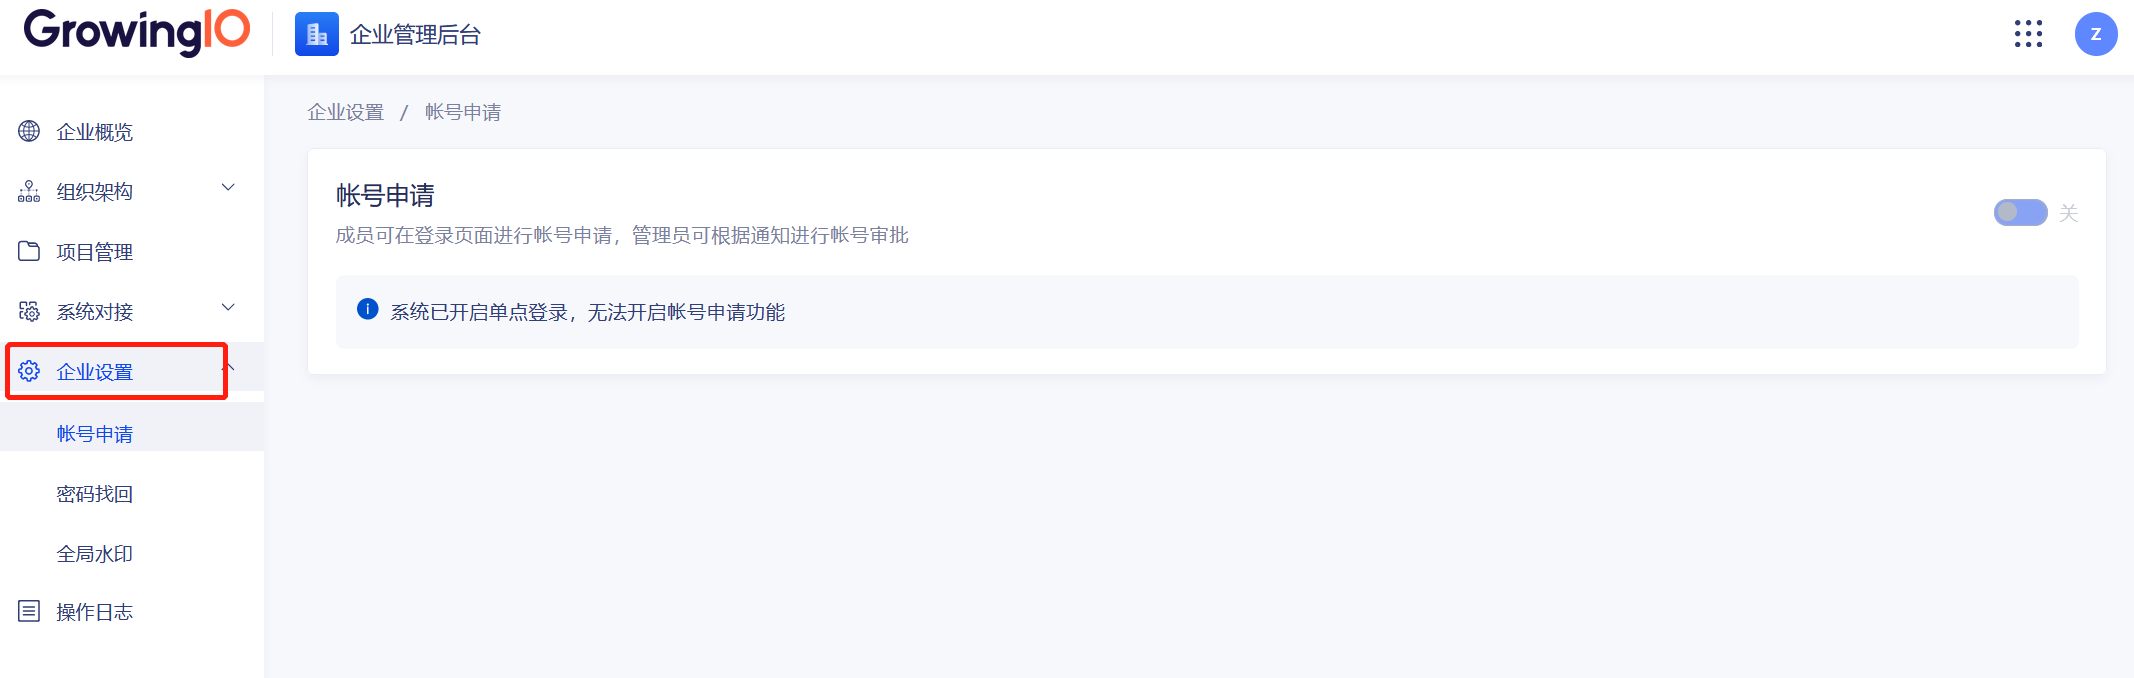 GrowingIO
企业管理后台
Z
企业概览
组织架构
项目管理
系统对接
企业设置
帐号申请
密码找回
全局水印
操作日志
企业设置 / 帐号申请
帐号申请
成员可在登录页面进行帐号申请，管理员可根据通知进行帐号审批
关
系统已开启单点登录，无法开启帐号申请功能